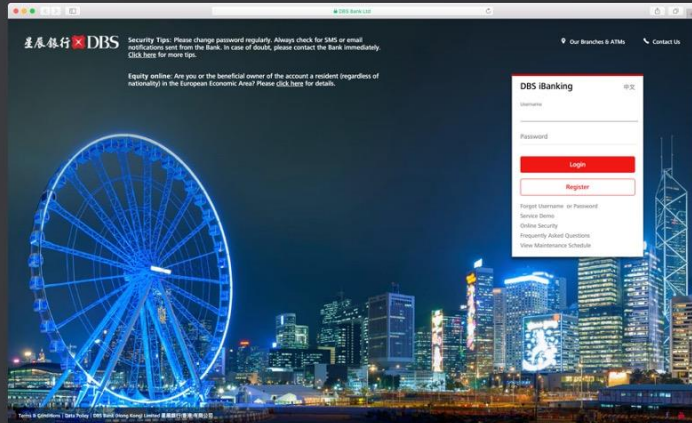 DBS Bank Ltd
星展銀行 DBS
Security Tips: Please change password regularly. Always check for SMS or email
notifications sent from the Bank. In case of doubt, please contact the Bank immediately.
Click here for more tips.
Equity online: Are you or the beneficial owner of the account a resident (regardless of
nationality) in the European Economic Area? Please click here for details.
Our Branches & ATMs
Contact Us
DBS iBanking
中文
Username
Password
Login
Register
Forgot Username or Password
Service Demo
Online Security
Frequently Asked Questions
View Maintenance Schedule
Terms & Conditions | Data Policy | DBS Bank (Hong Kong) Limited 星展銀行(香港)有限公司